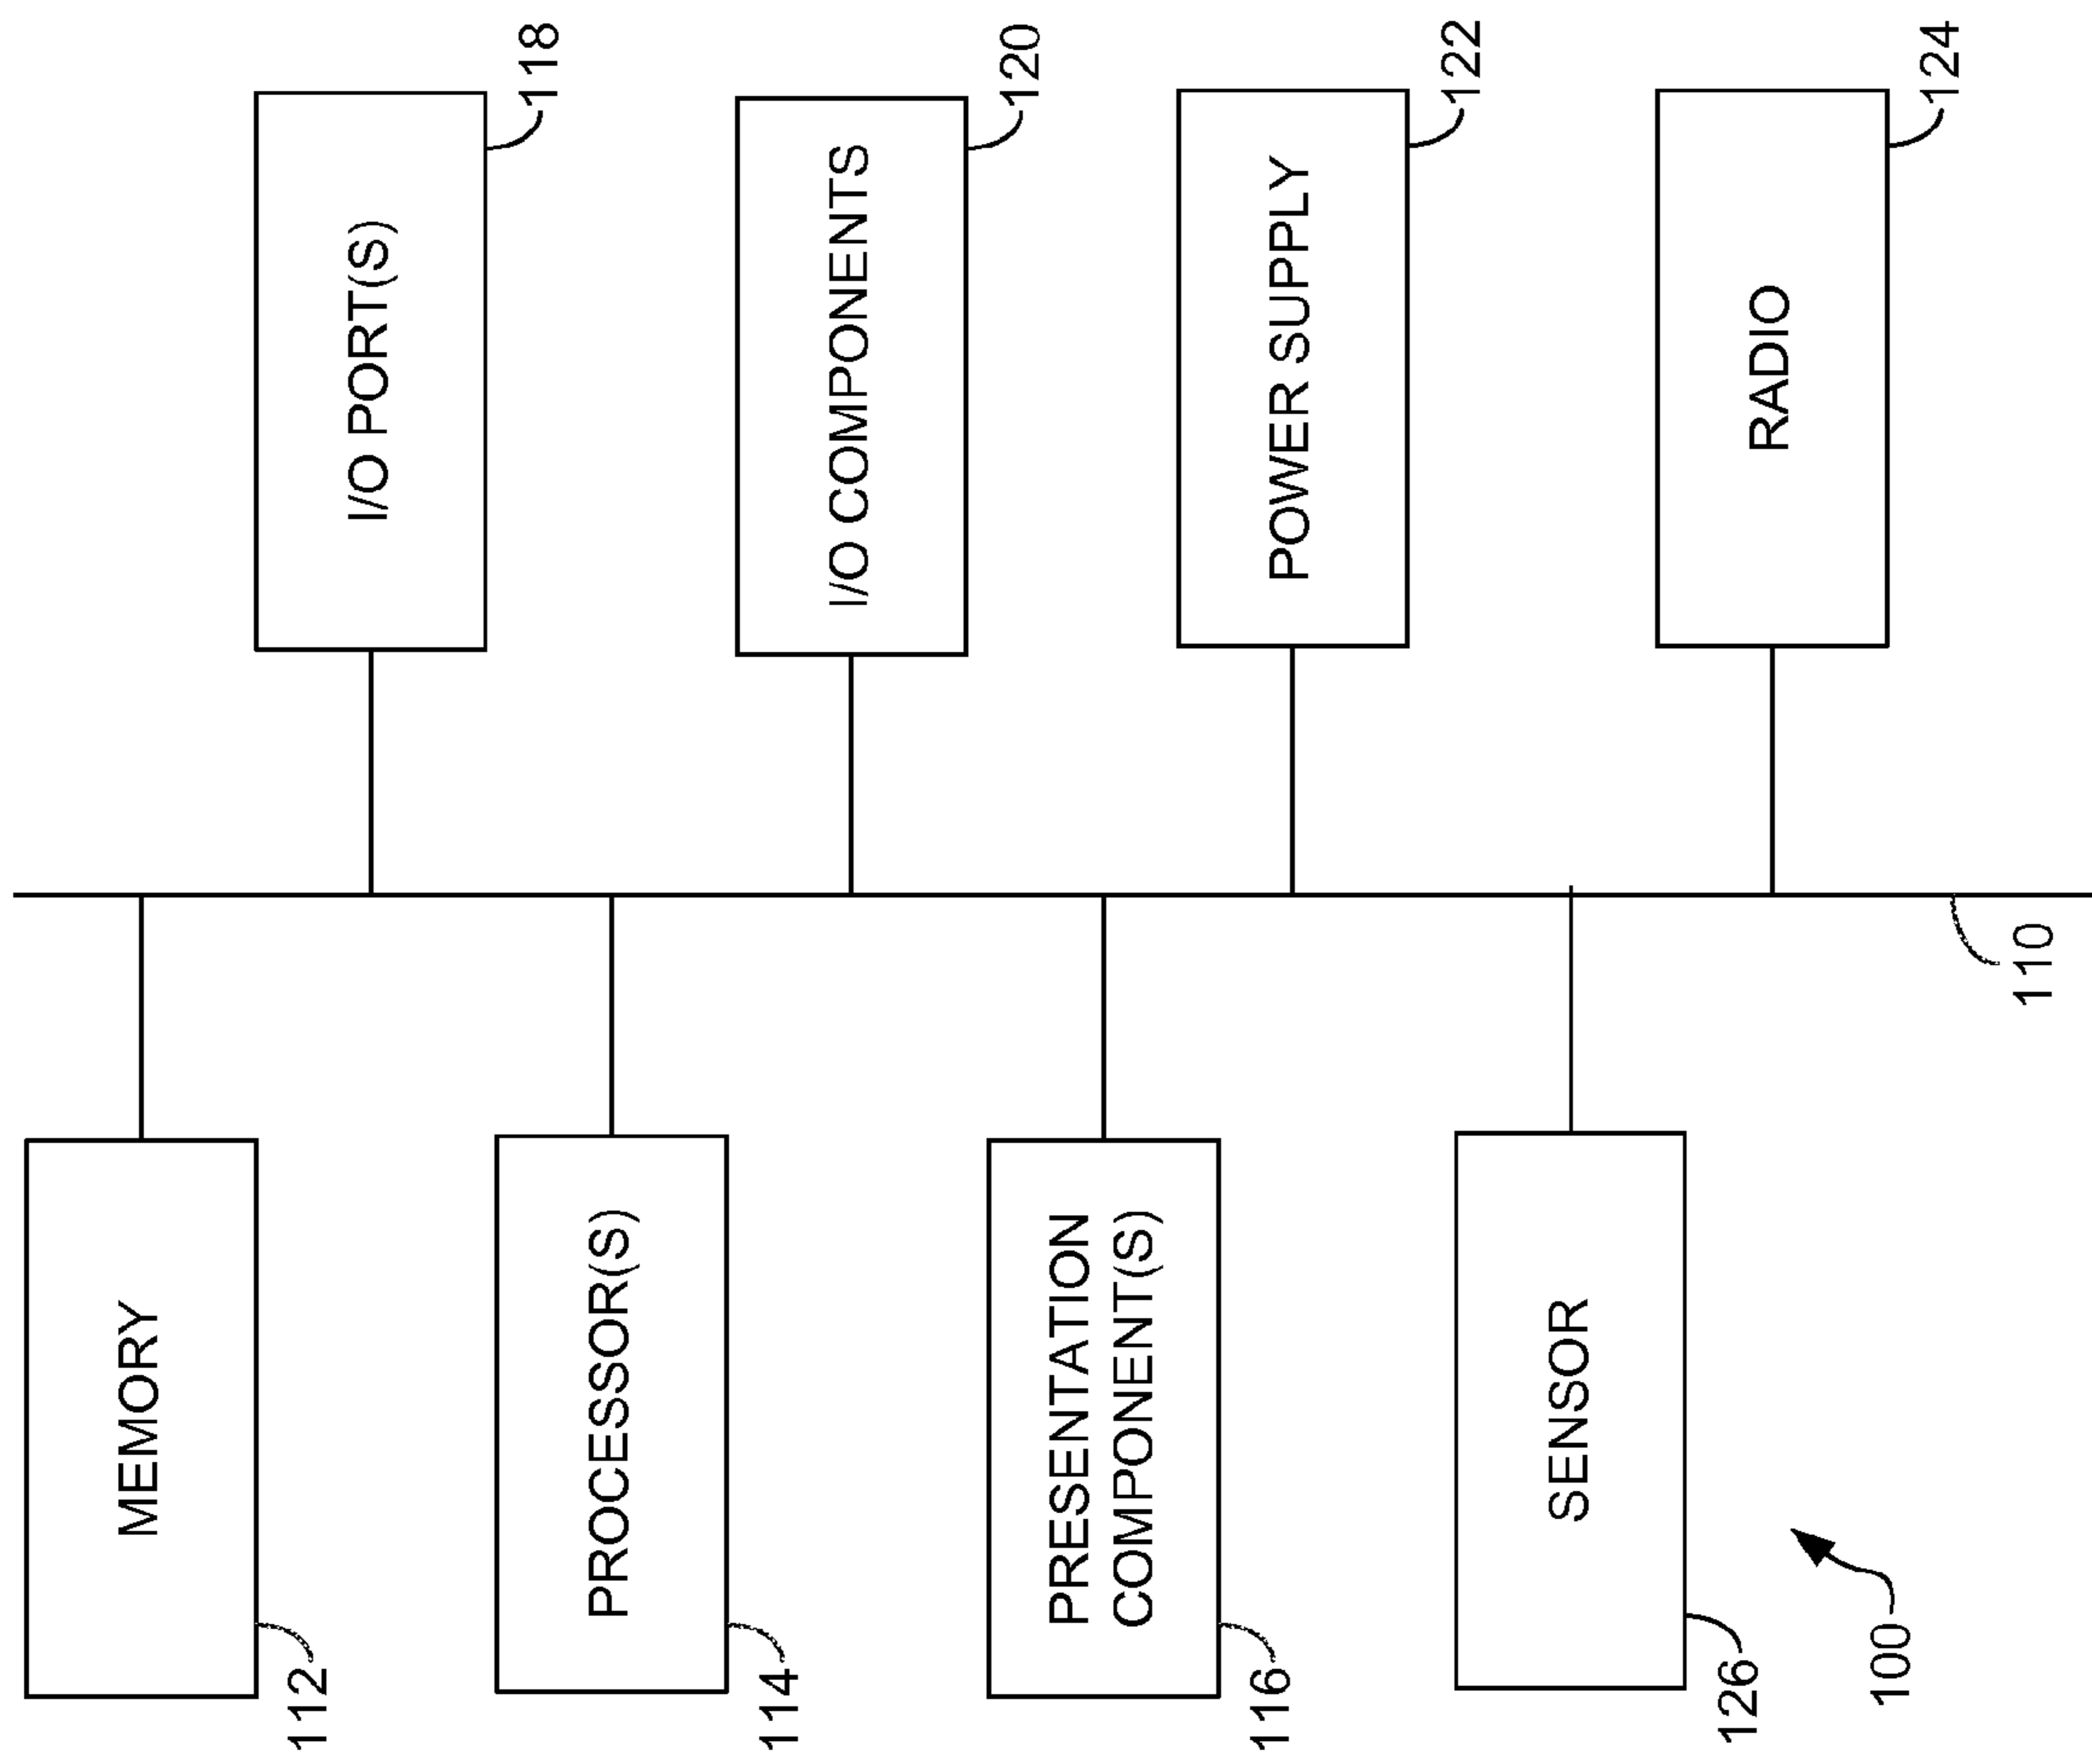 MEMORY
112
PROCESSOR(S)
114
PRESENTATION
COMPONENT(S)
116
SENSOR
126
100
110
I/O PORT(S)
118
I/O COMPONENTS
120
POWER SUPPLY
122
RADIO
124